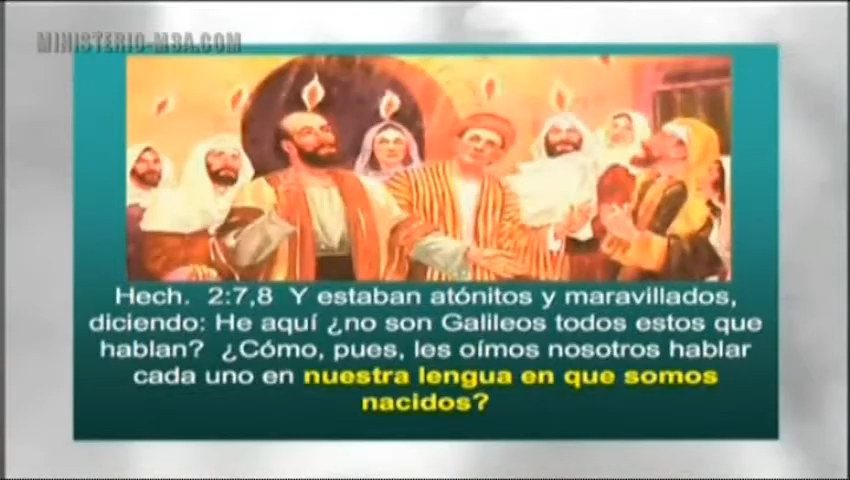 MINISTERIO-M3A.COM
Hech. 2:7,8 Y estaban atónitos y maravillados,
diciendo: He aquí ¿no son Galileos todos estos que
hablan? ¿Cómo, pues, les oímos nosotros hablar
cada uno en nuestra lengua en que somos
nacidos?